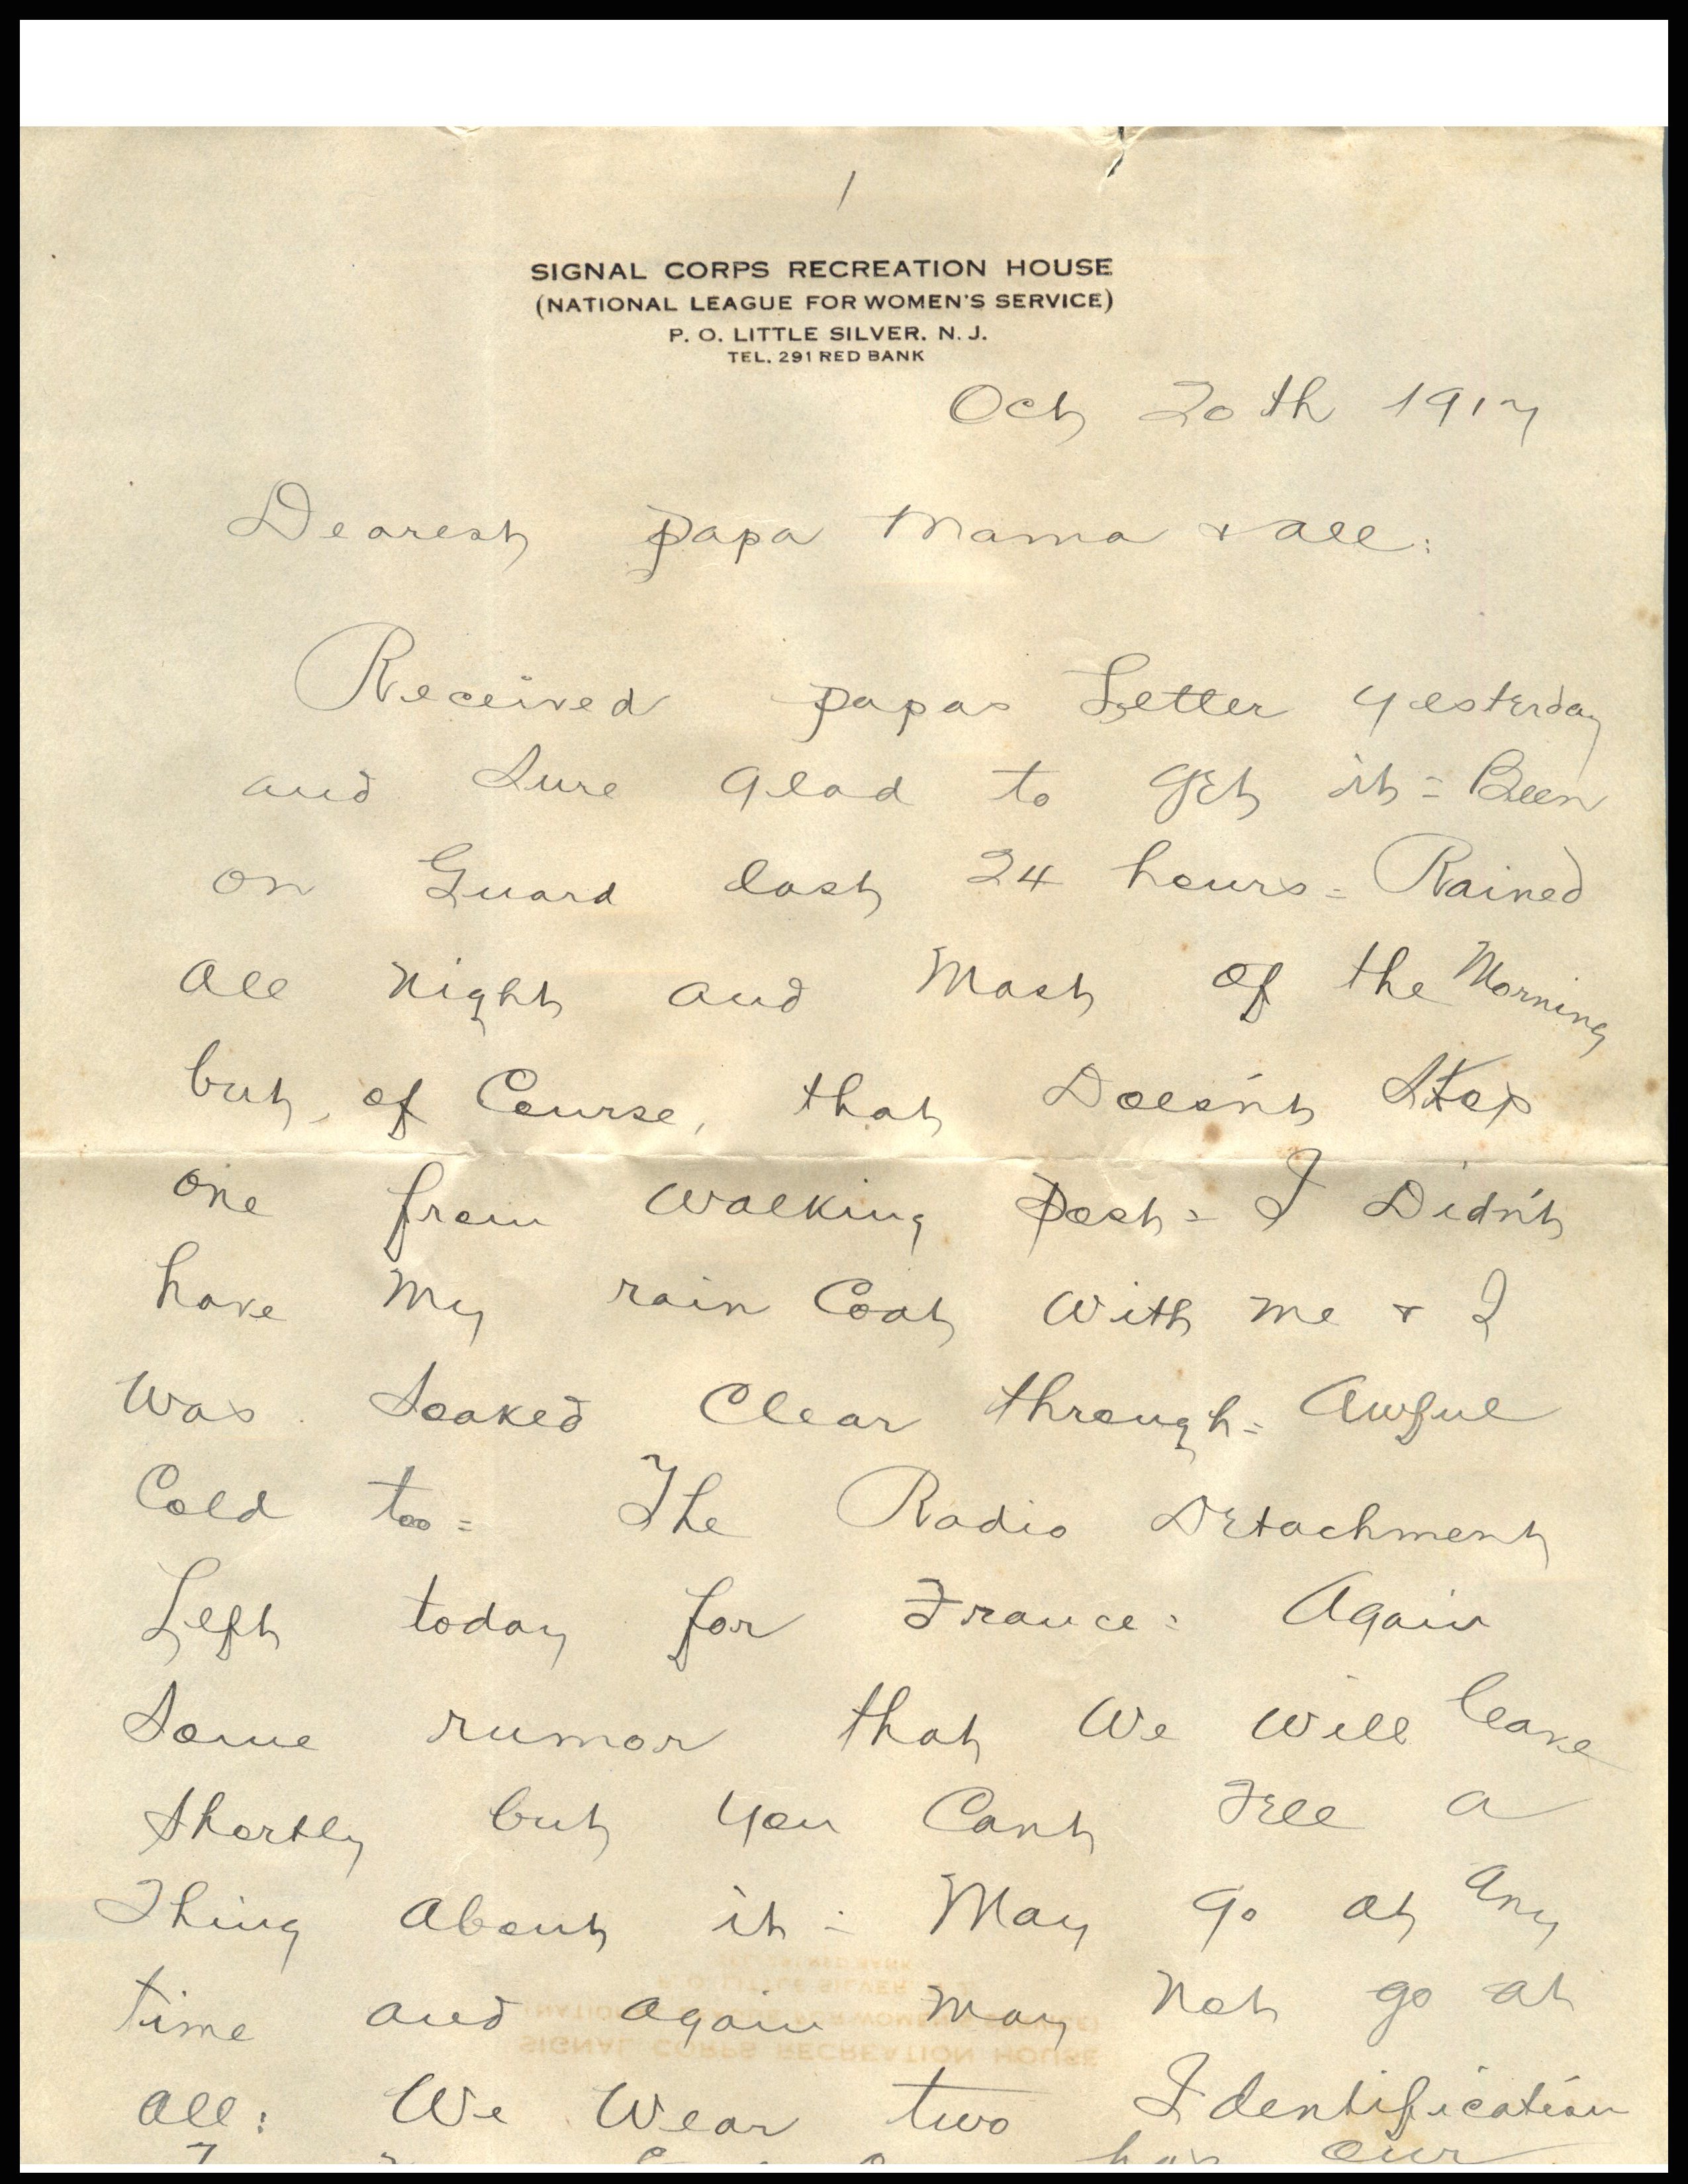 1
SIGNAL CORPS RECREATION HOUSE
(NATIONAL LEAGUE FOR WOMEN'S SERVICE)
P. O. LITTLE SILVER. N. J.
TEL. 291 RED BANK
Oct 20th 1917
Dearest papa Mama & all:
Received papas Letter yesterday
and Sure glad to get it = Been
on Guard last 24 hours = Rained
all night and Most of the Morning
but, of Course, that Doesn't Stop
one from walking post = I Didn't
have My rain Coat With me & I
Was Soaked Clear through = Awful
Cold too = The Radio Detachment
Left today for France: Again
Some rumor that We Will leave
Shortly but you Cant Tell a
Thing About it = May go at any
time and again May Not go at
all: We Wear two Identification
has our